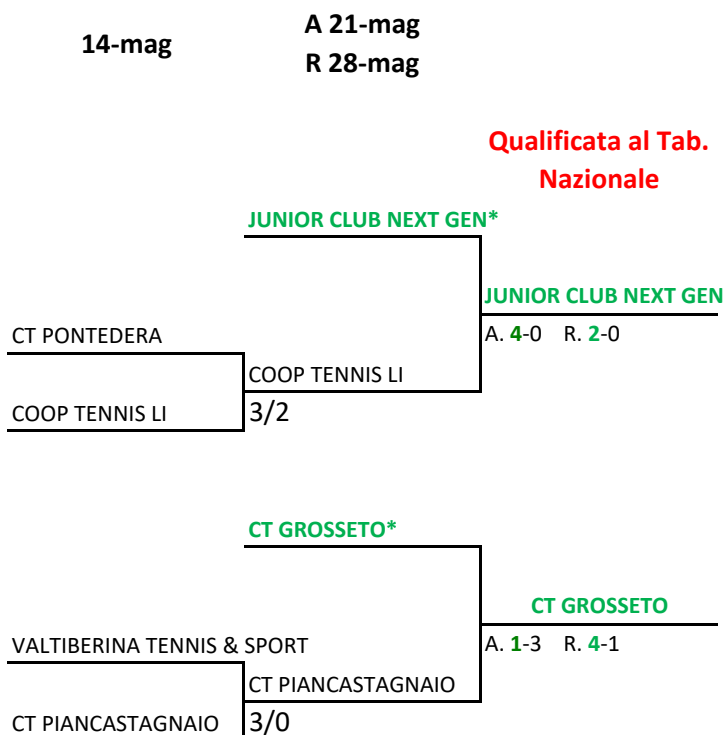 14-mag
A 21-mag
R 28-mag
Qualificata al Tab.
Nazionale
JUNIOR CLUB NEXT GEN*
JUNIOR CLUB NEXT GEN
CT PONTEDERA
A. 4-0 R. 2-0
COOP TENNIS LI
COOP TENNIS LI
3/2
CT GROSSETO*
CT GROSSETO
VALTIBERINA TENNIS & SPORT
A. 1-3 R. 4-1
CT PIANCASTAGNAIO
CT PIANCASTAGNAIO
3/0